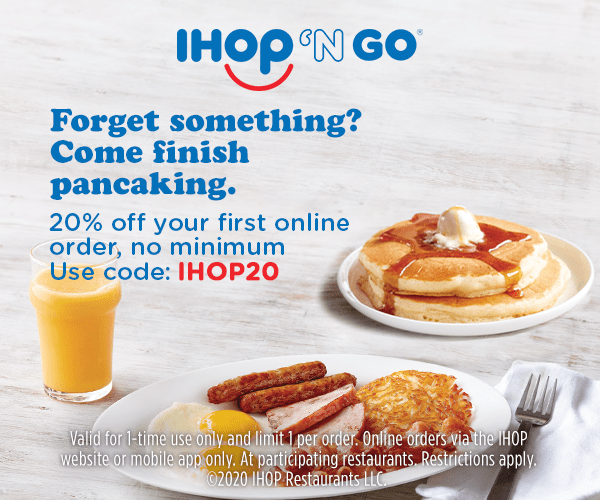 IHOP 'N GO®
Forget something?
Come finish
pancaking.
20% off your first online
order, no minimum
Use code: IHOP20
Valid for 1-time use only and limit 1 per order. Online orders via the IHOP
website or mobile app only. At participating restaurants. Restrictions apply.
©2020 IHOP Restaurants LLC.